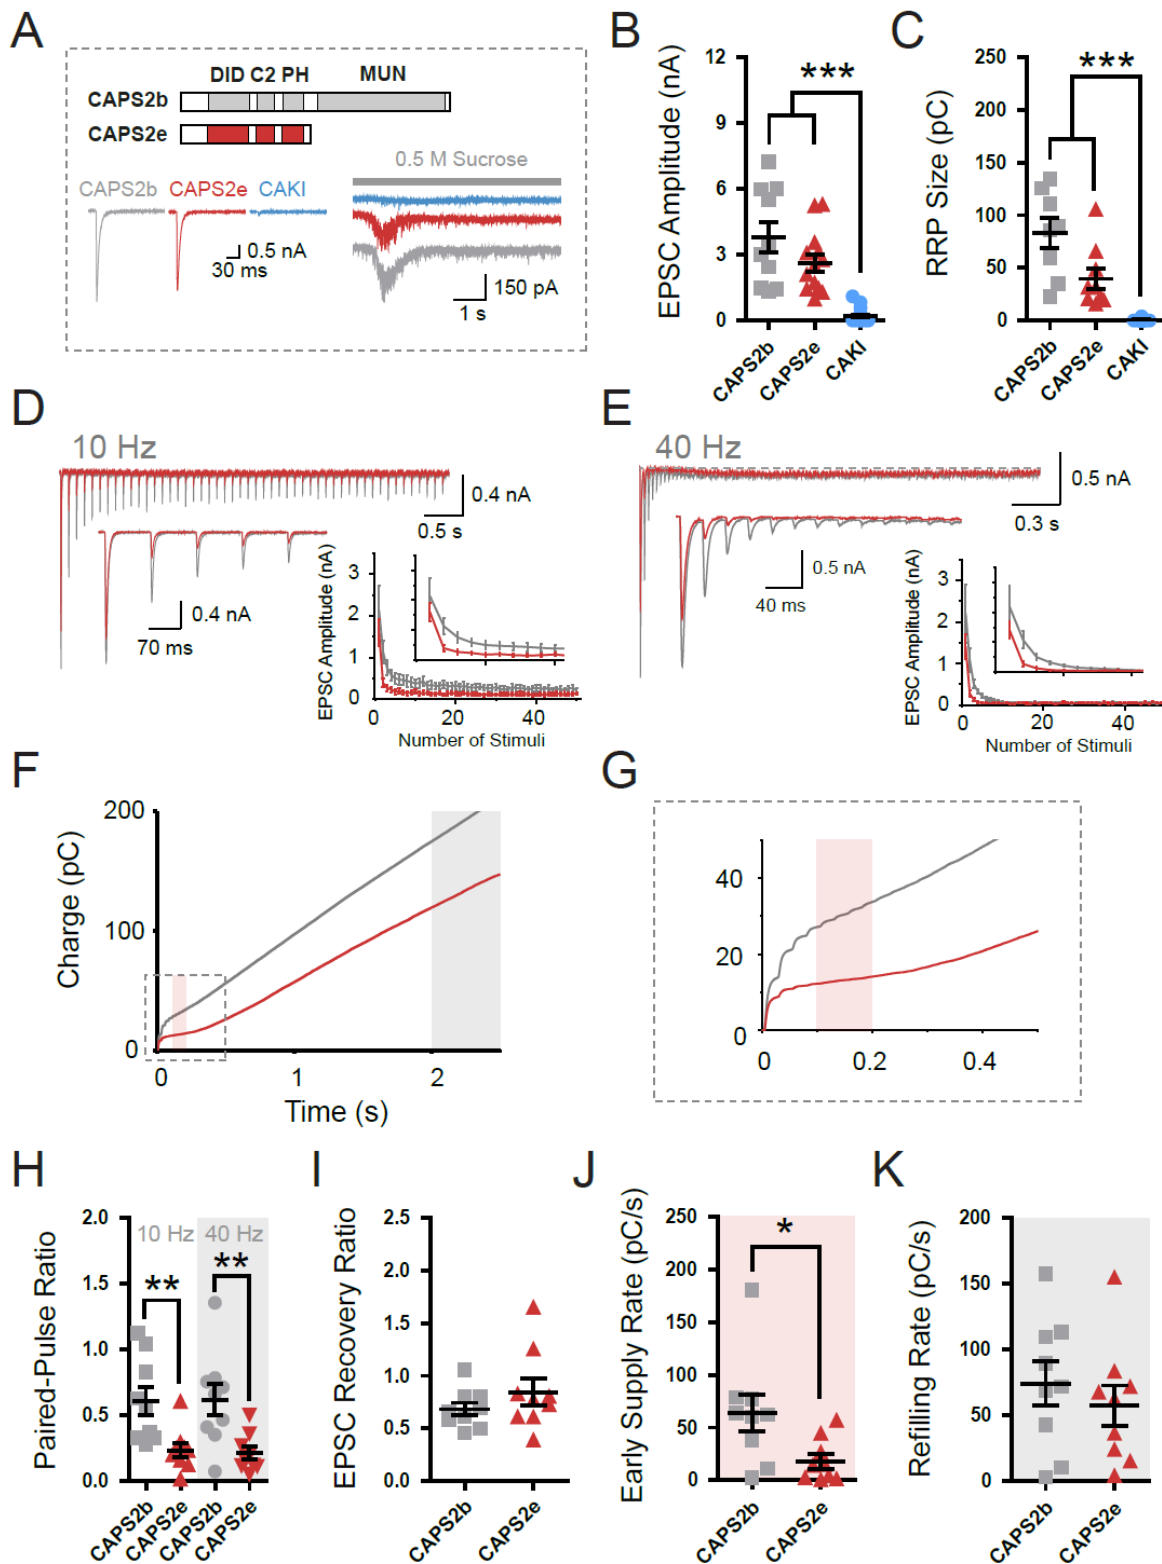 A
DID C2 PH MUN
CAPS2b
CAPS2e
CAPS2b CAPS2e CAKI
0.5 M Sucrose
0.5 nA
30 ms
150 pA
1 s
B
EPSC Amplitude (nA)
12
9
6
3
0
***
CAPS2b
CAPS2e
CAKI
C
RRP Size (pC)
250
200
150
100
50
0
***
CAPS2b
CAPS2e
CAKI
D
10 Hz
0.4 nA
0.5 s
0.4 nA
70 ms
EPSC Amplitude (nA)
3
2
1
0
0 20 40
Number of Stimuli
E
40 Hz
0.5 nA
0.3 s
0.5 nA
40 ms
EPSC Amplitude (nA)
3
2
1
0
0 20 40
Number of Stimuli
F
Charge (pC)
200
100
0
0 1 2
Time (s)
G
40
20
0
0 0.2 0.4
H
Paired-Pulse Ratio
2.0
1.5
1.0
0.5
0.0
10 Hz 40 Hz
** **
CAPS2b
CAPS2e
CAPS2b
CAPS2e
I
EPSC Recovery Ratio
2.5
2.0
1.5
1.0
0.5
0.0
CAPS2b
CAPS2e
J
Early Supply Rate (pC/s)
250
200
150
100
50
0
*
CAPS2b
CAPS2e
K
Refilling Rate (pC/s)
200
150
100
50
0
CAPS2b
CAPS2e